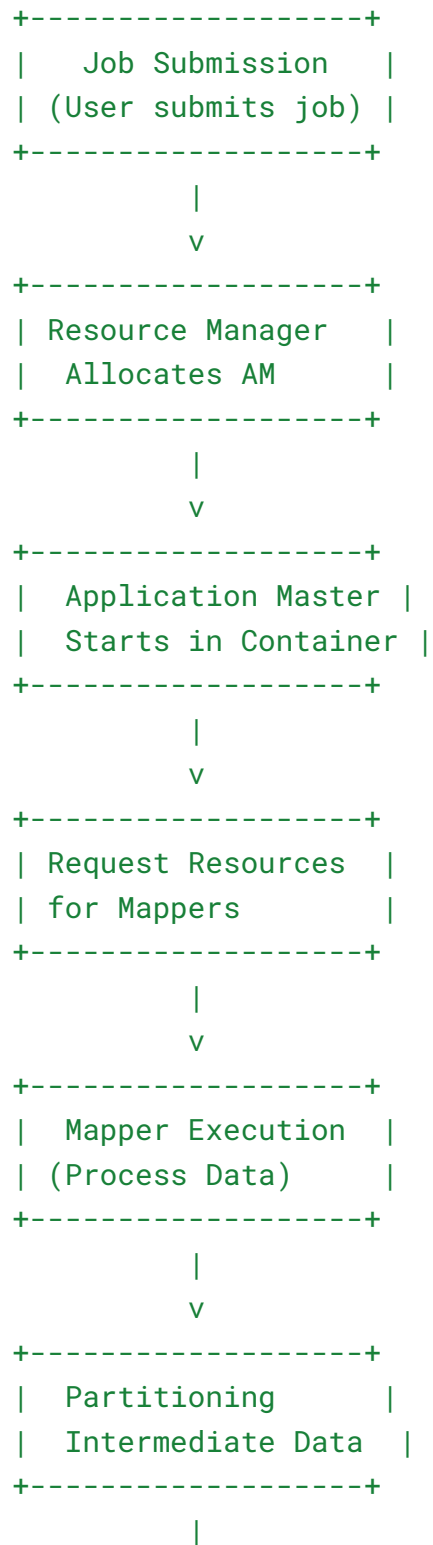 +-------------------+
|   Job Submission   |
| (User submits job) |
+-------------------+
          |
          v
+-------------------+
| Resource Manager   |
|  Allocates AM      |
+-------------------+
          |
          v
+-------------------+
|  Application Master |
|  Starts in Container |
+-------------------+
          |
          v
+-------------------+
| Request Resources  |
| for Mappers        |
+-------------------+
          |
          v
+-------------------+
|  Mapper Execution  |
| (Process Data)     |
+-------------------+
          |
          v
+-------------------+
|  Partitioning      |
|  Intermediate Data  |
+-------------------+
          |